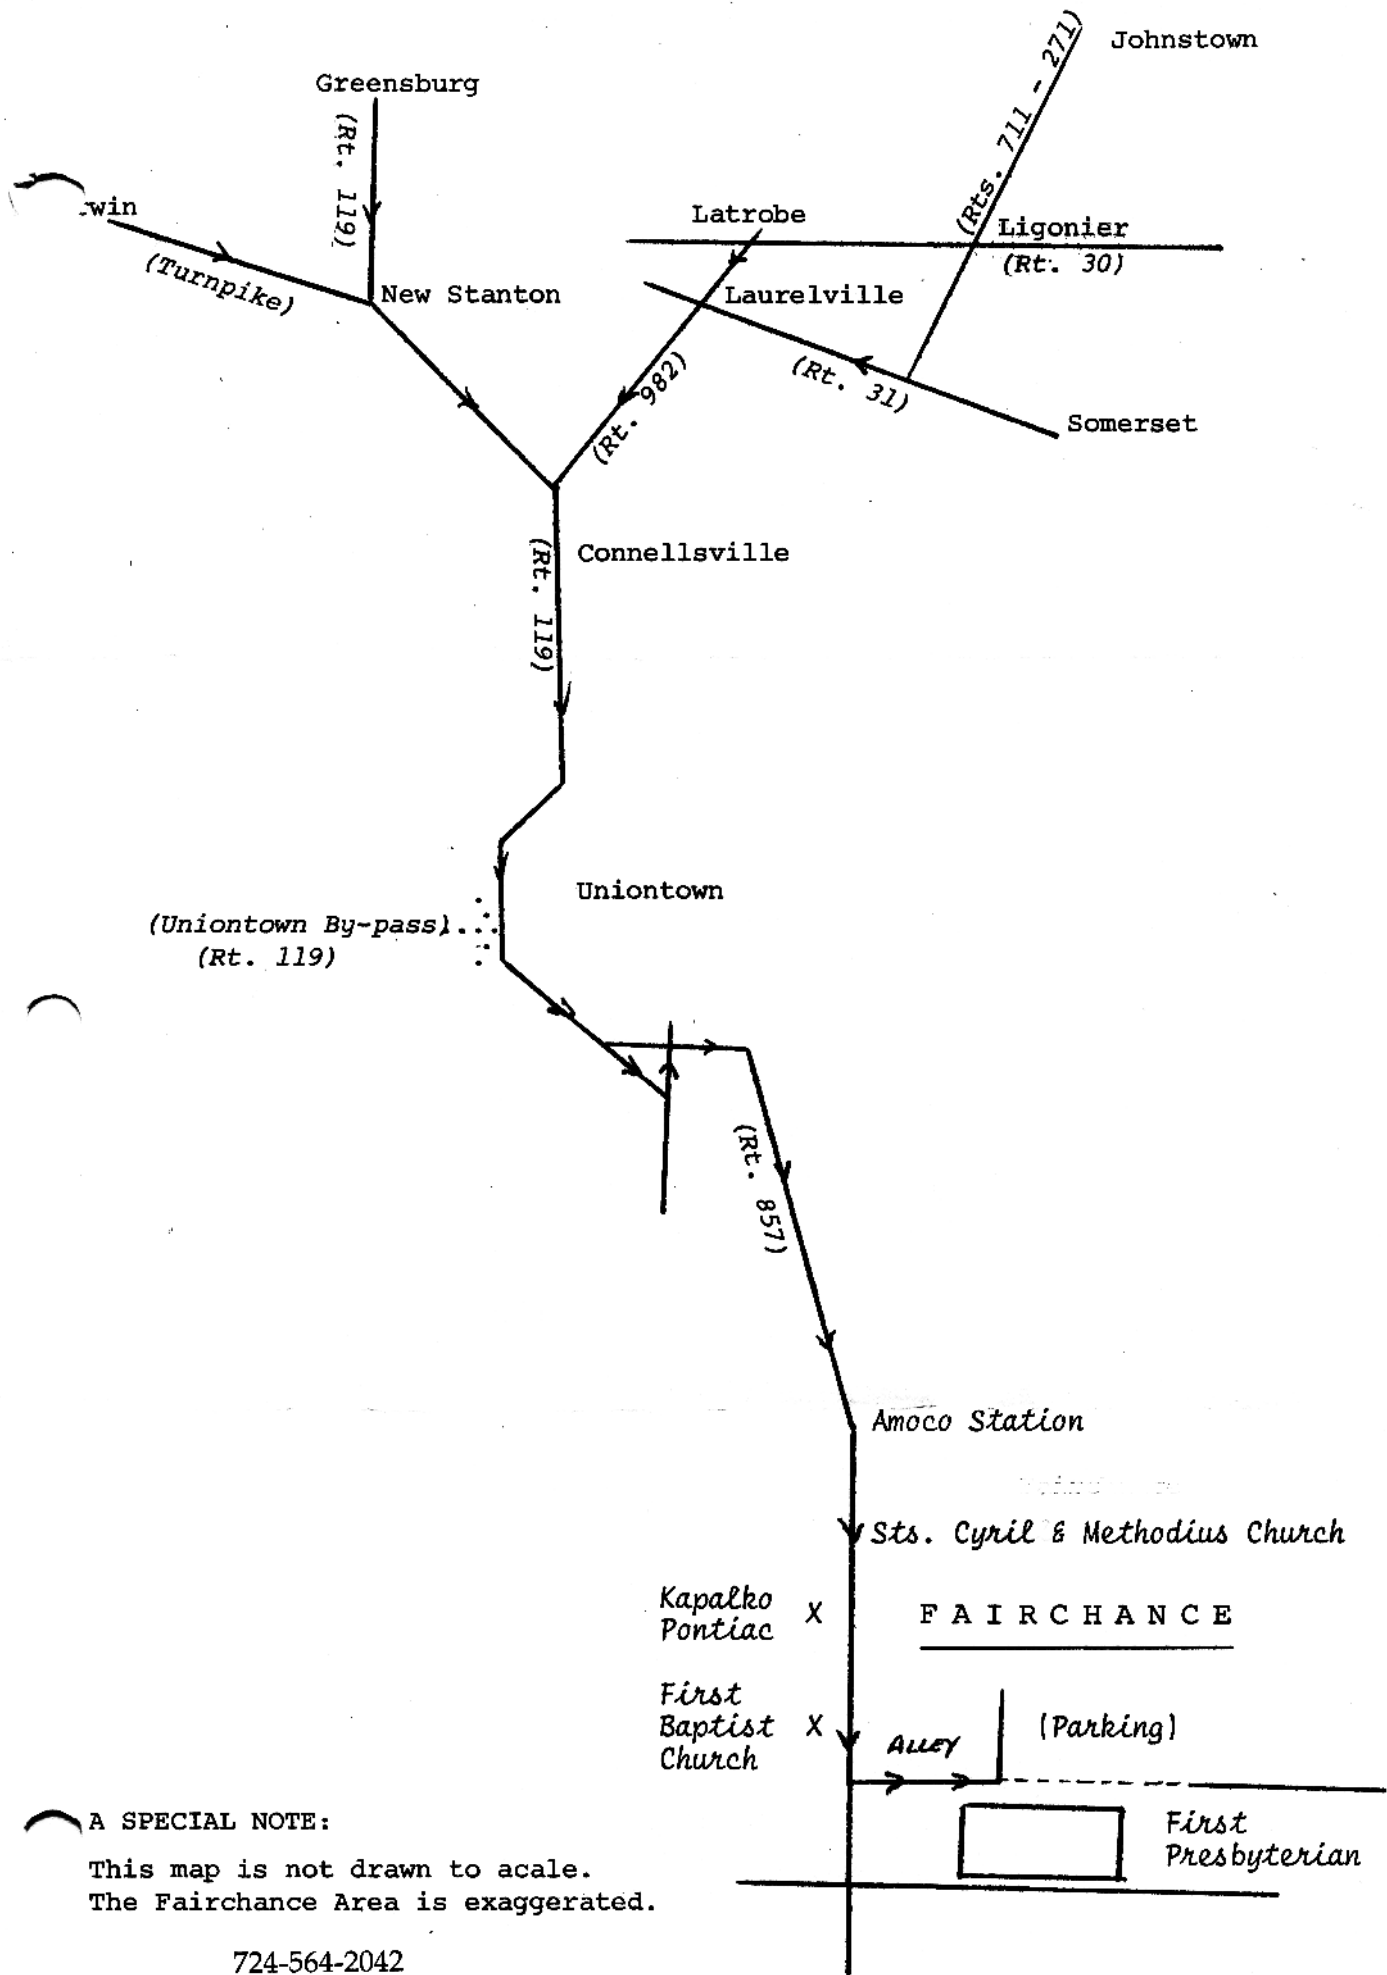 Johnstown
(Rts. 711 - 271)
Greensburg
(Rt. 119)
win
(Turnpike)
New Stanton
Latrobe
Ligonier
(Rt. 30)
Laurelville
(Rt. 982)
(Rt. 31)
Somerset
Connellsville
(Rt. 119)
Uniontown
(Uniontown By-pass)
(Rt. 119)
(Rt. 857)
Amoco Station
Sts. Cyril & Methodius Church
Kapalko
Pontiac
X
FAIRCHANCE
First
Baptist
Church
X
ALLEY
(Parking)
First
Presbyterian
A SPECIAL NOTE:
This map is not drawn to acale.
The Fairchance Area is exaggerated.
724-564-2042